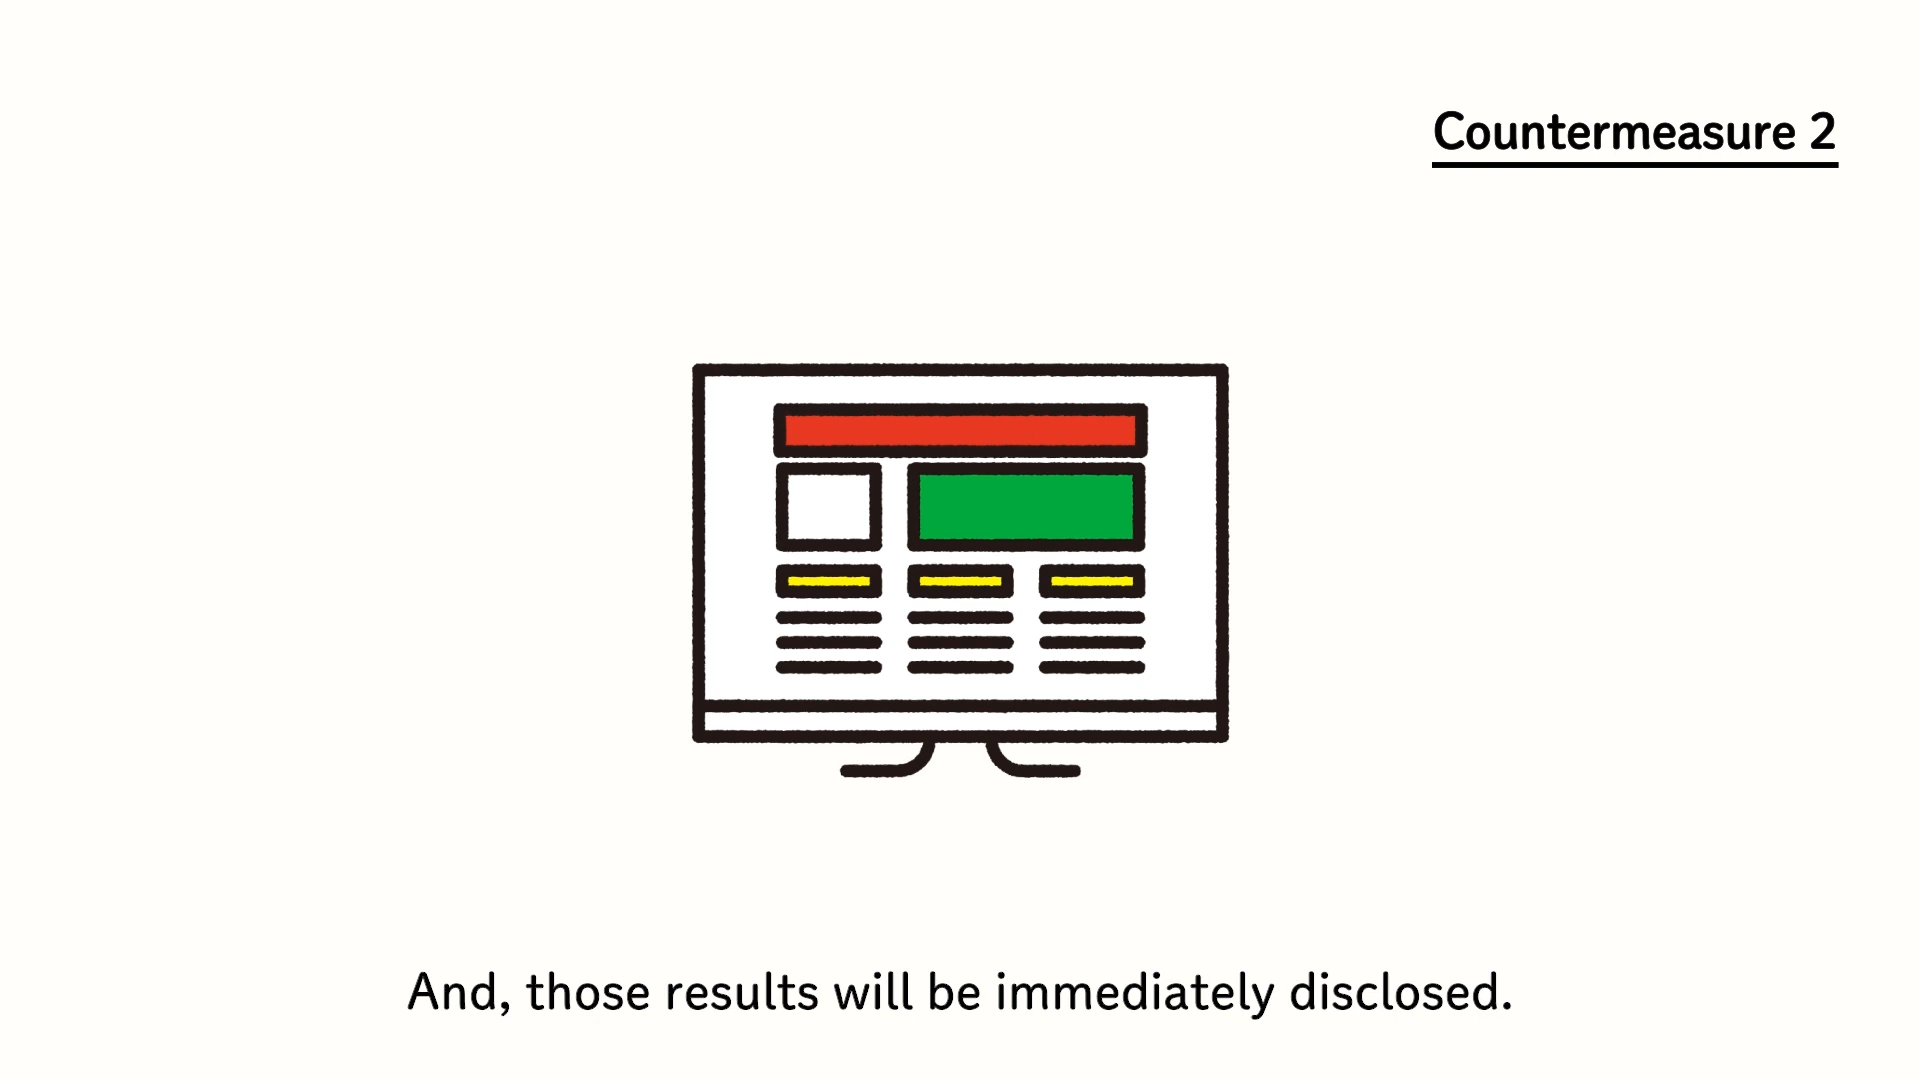 Countermeasure 2
And, those results will be immediately disclosed.